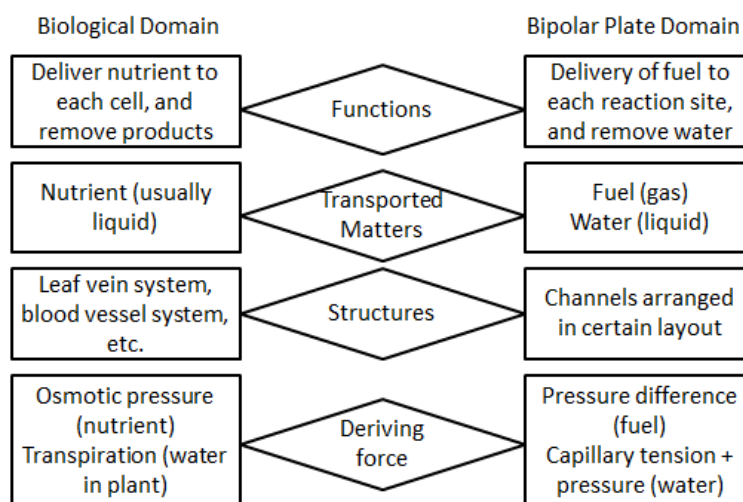 Biological Domain
Bipolar Plate Domain
Deliver nutrient to
each cell, and
remove products
Functions
Delivery of fuel to
each reaction site,
and remove water
Nutrient (usually
liquid)
Transported
Matters
Fuel (gas)
Water (liquid)
Leaf vein system,
blood vessel system,
etc.
Structures
Channels arranged
in certain layout
Osmotic pressure
(nutrient)
Transpiration (water
in plant)
Deriving
force
Pressure difference
(fuel)
Capillary tension +
pressure (water)